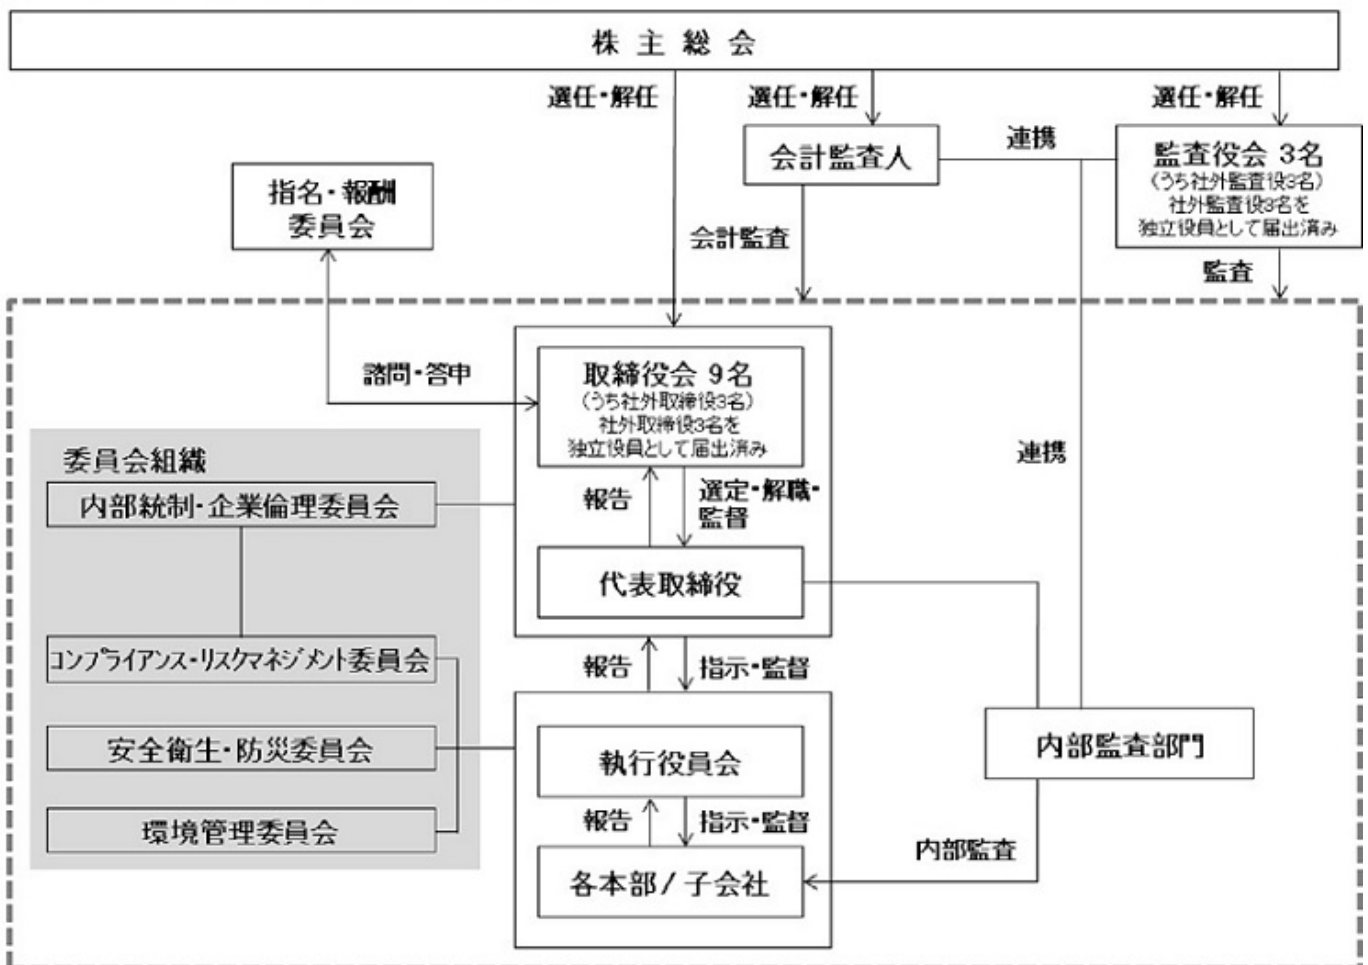 株 主 総 会
選任・解任
選任・解任
選任・解任
会計監査人
連携
監査役会 3名
(うち社外監査役3名)
社外監査役3名を
独立役員として届出済み
指名・報酬
委員会
会計監査
監査
諮問・答申
取締役会 9名
(うち社外取締役3名)
社外取締役3名を
独立役員として届出済み
連携
委員会組織
内部統制・企業倫理委員会
報告
選定・解職・
監督
代表取締役
コンプライアンス・リスクマネジメント委員会
報告
指示・監督
安全衛生・防災委員会
執行役員会
内部監査部門
環境管理委員会
報告
指示・監督
内部監査
各本部/子会社